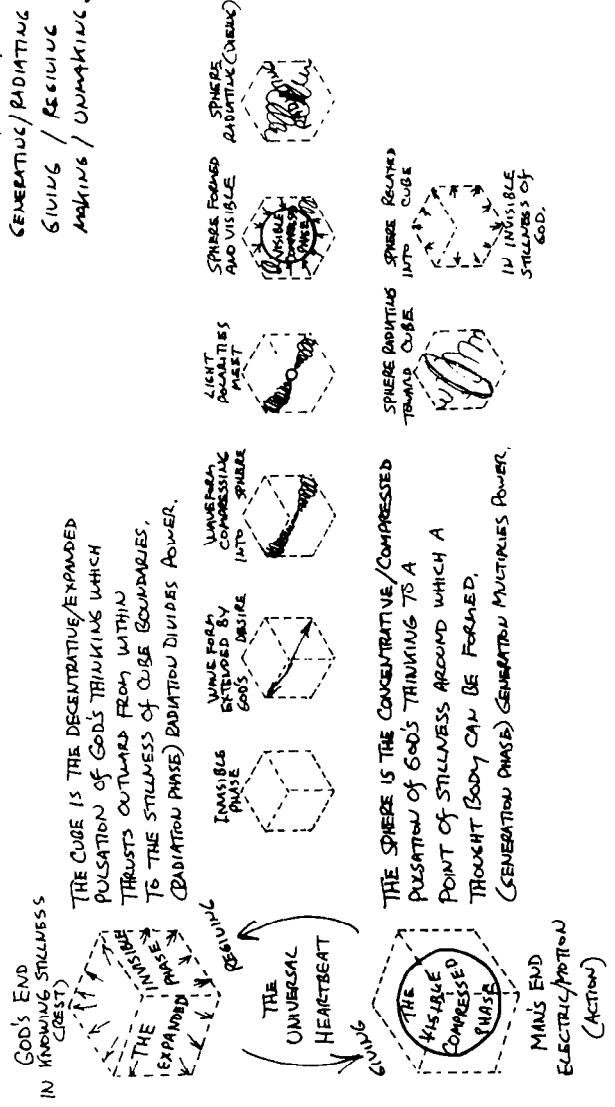 GENERATING/RADIATING
GIVING / REGIVING
MAKING / UNMAKING.
GOD'S END
IN KNOWING STILLNESS
(REST)
THE INVISIBLE
EXPANDED PHASE
THE CUBE IS THE DECENTRATIVE/EXPANDED
PULSATION OF GOD'S THINKING WHICH
THRUSTS OUTWARD FROM WITHIN
TO THE STILLNESS OF CUBE BOUNDARIES.
(RADIATION PHASE) RADIATION DIVIDES POWER.
GIVING
REGIVING
THE
UNIVERSAL
HEARTBEAT
INVISIBLE
PHASE
WAVE FORM
EXTENDED BY
GOD'S DESIRE
WAVEFORM
COMPRESSING
INTO SPHERE
LIGHT
POLARITIES
MEET
SPHERE FORMED
AND VISIBLE
VISIBLE
COMPRESS
PHASE
SPHERE
RADIATING (DIEING)
THE
VISIBLE
COMPRESSED
PHASE
MAN'S END
ELECTRIC/MOTION
(ACTION)
THE SPHERE IS THE CONCENTRATIVE/COMPRESSED
PULSATION OF GOD'S THINKING TO A
POINT OF STILLNESS AROUND WHICH A
THOUGHT BODY CAN BE FORMED.
(GENERATION PHASE) GENERATION MULTIPLIES POWER.
SPHERE RADIATING
TOWARD CUBE
SPHERE RELAXED
INTO CUBE
IN INVISIBLE
STILLNESS OF
GOD.